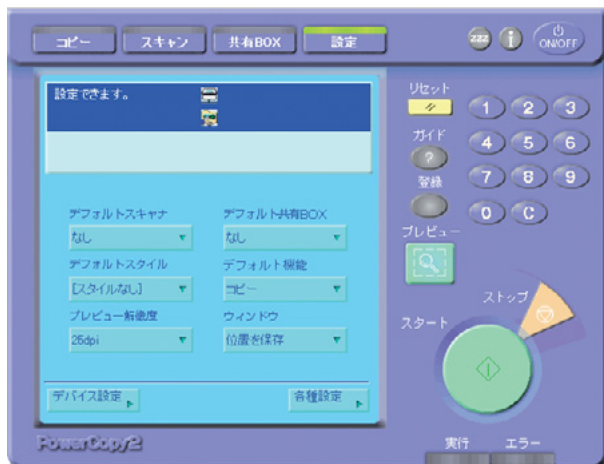 コピー スキャン 共有BOX 設定
zzz i ON/OFF
設定できます。
リセット
1 2 3
ガイド
?
4 5 6
登録
7 8 9
0 C
デフォルトスキャナ デフォルト共有BOX
なし なし
プレビュー
デフォルトスタイル デフォルト機能
[スタイルなし] コピー
ストップ
プレビュー解像度 ウィンドウ
スタート
25dpi 位置を保存
デバイス設定 各種設定
PowerCopy2
実行 エラー